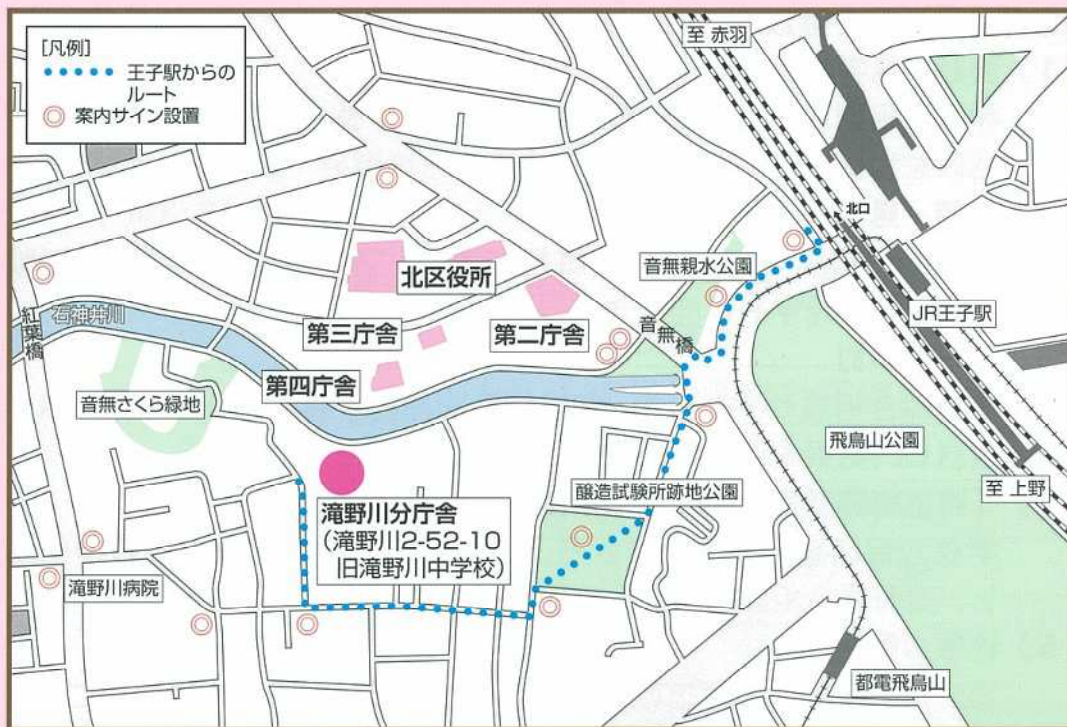 [凡例]
王子駅からの
ルート
案内サイン設置
至 赤羽
北口
音無親水公園
JR王子駅
北区役所
第三庁舎
第二庁舎
音無橋
紅葉橋
石神井川
第四庁舎
音無さくら緑地
飛鳥山公園
醸造試験所跡地公園
至 上野
滝野川分庁舎
(滝野川2-52-10
旧滝野川中学校)
滝野川病院
都電飛鳥山